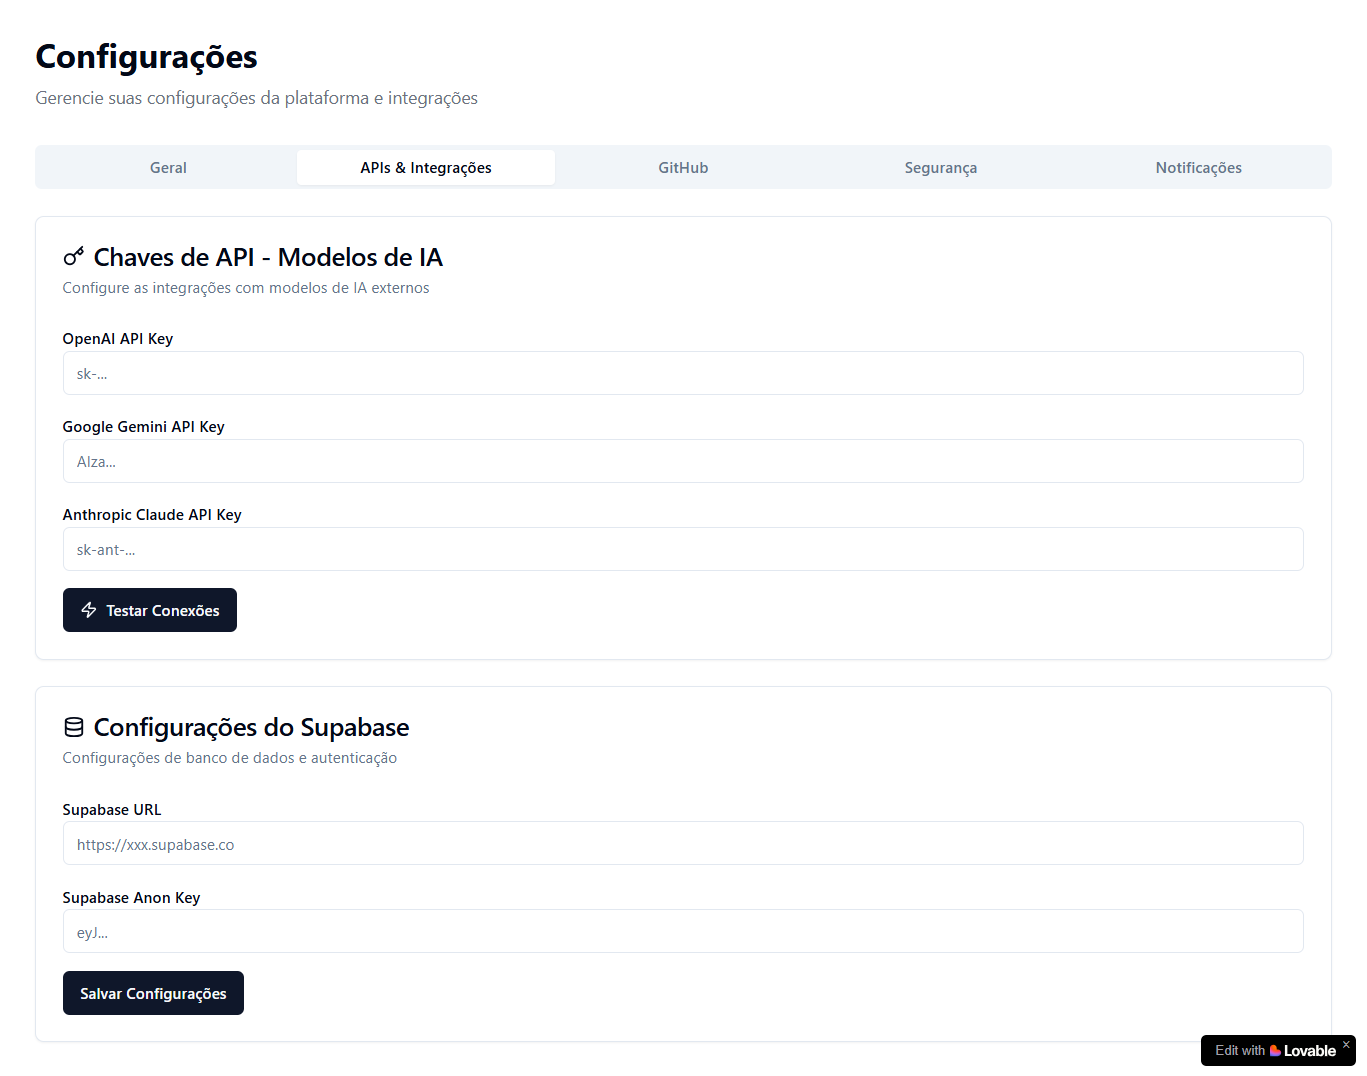 Configurações
Gerencie suas configurações da plataforma e integrações
Geral
APIs & Integrações
GitHub
Segurança
Notificações
Chaves de API - Modelos de IA
Configure as integrações com modelos de IA externos
OpenAI API Key
sk-...
Google Gemini API Key
AIza...
Anthropic Claude API Key
sk-ant-...
Testar Conexões
Configurações do Supabase
Configurações de banco de dados e autenticação
Supabase URL
https://xxx.supabase.co
Supabase Anon Key
eyJ...
Salvar Configurações
Edit with Lovable ×